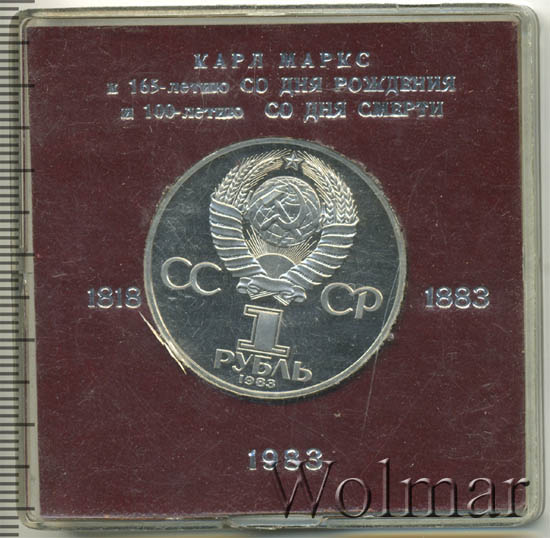 КАРЛ МАРКС
к 165-летию СО ДНЯ РОЖДЕНИЯ
и 100-летию СО ДНЯ СМЕРТИ
1818 СС СР 1883
1
РУБЛЬ
1983
1983
Wolmar